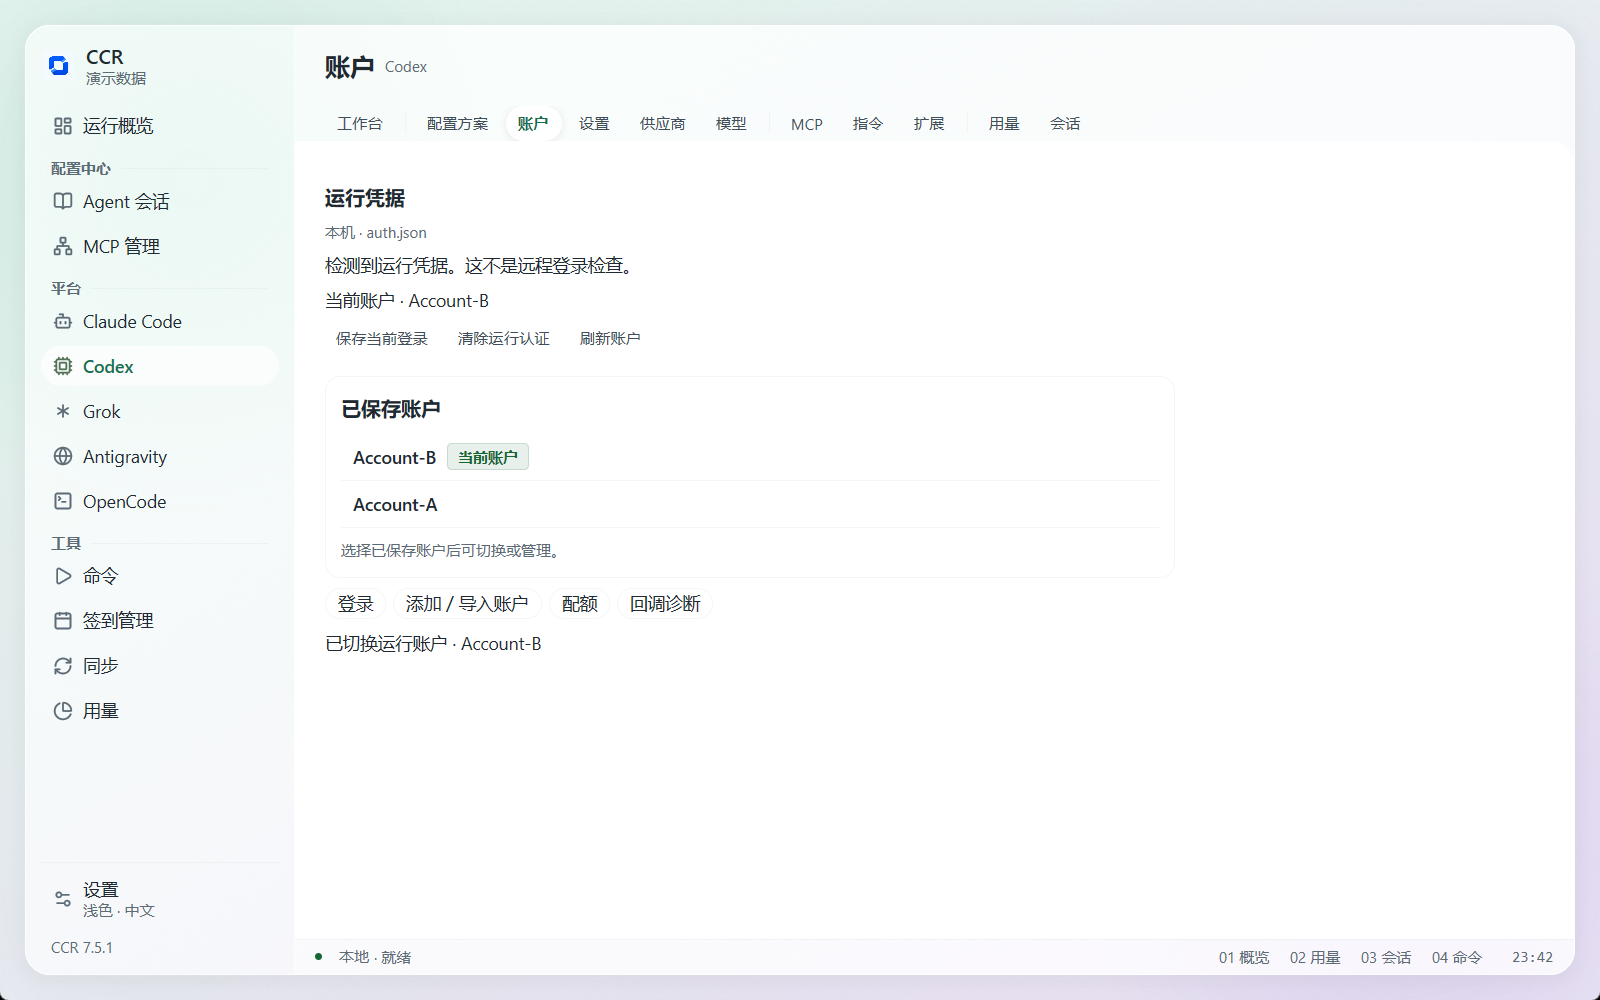 CCR
演示数据
运行概览
配置中心
Agent 会话
MCP 管理
平台
Claude Code
Codex
Grok
Antigravity
OpenCode
工具
命令
签到管理
同步
用量
设置
浅色 · 中文
CCR 7.5.1
账户 Codex
工作台 配置方案 账户 设置 供应商 模型 MCP 指令 扩展 用量 会话
运行凭据
本机 · auth.json
检测到运行凭据。这不是远程登录检查。
当前账户 · Account-B
保存当前登录 清除运行认证 刷新账户
已保存账户
Account-B 当前账户
Account-A
选择已保存账户后可切换或管理。
登录 添加 / 导入账户 配额 回调诊断
已切换运行账户 · Account-B
本地 · 就绪 01 概览 02 用量 03 会话 04 命令 23:42